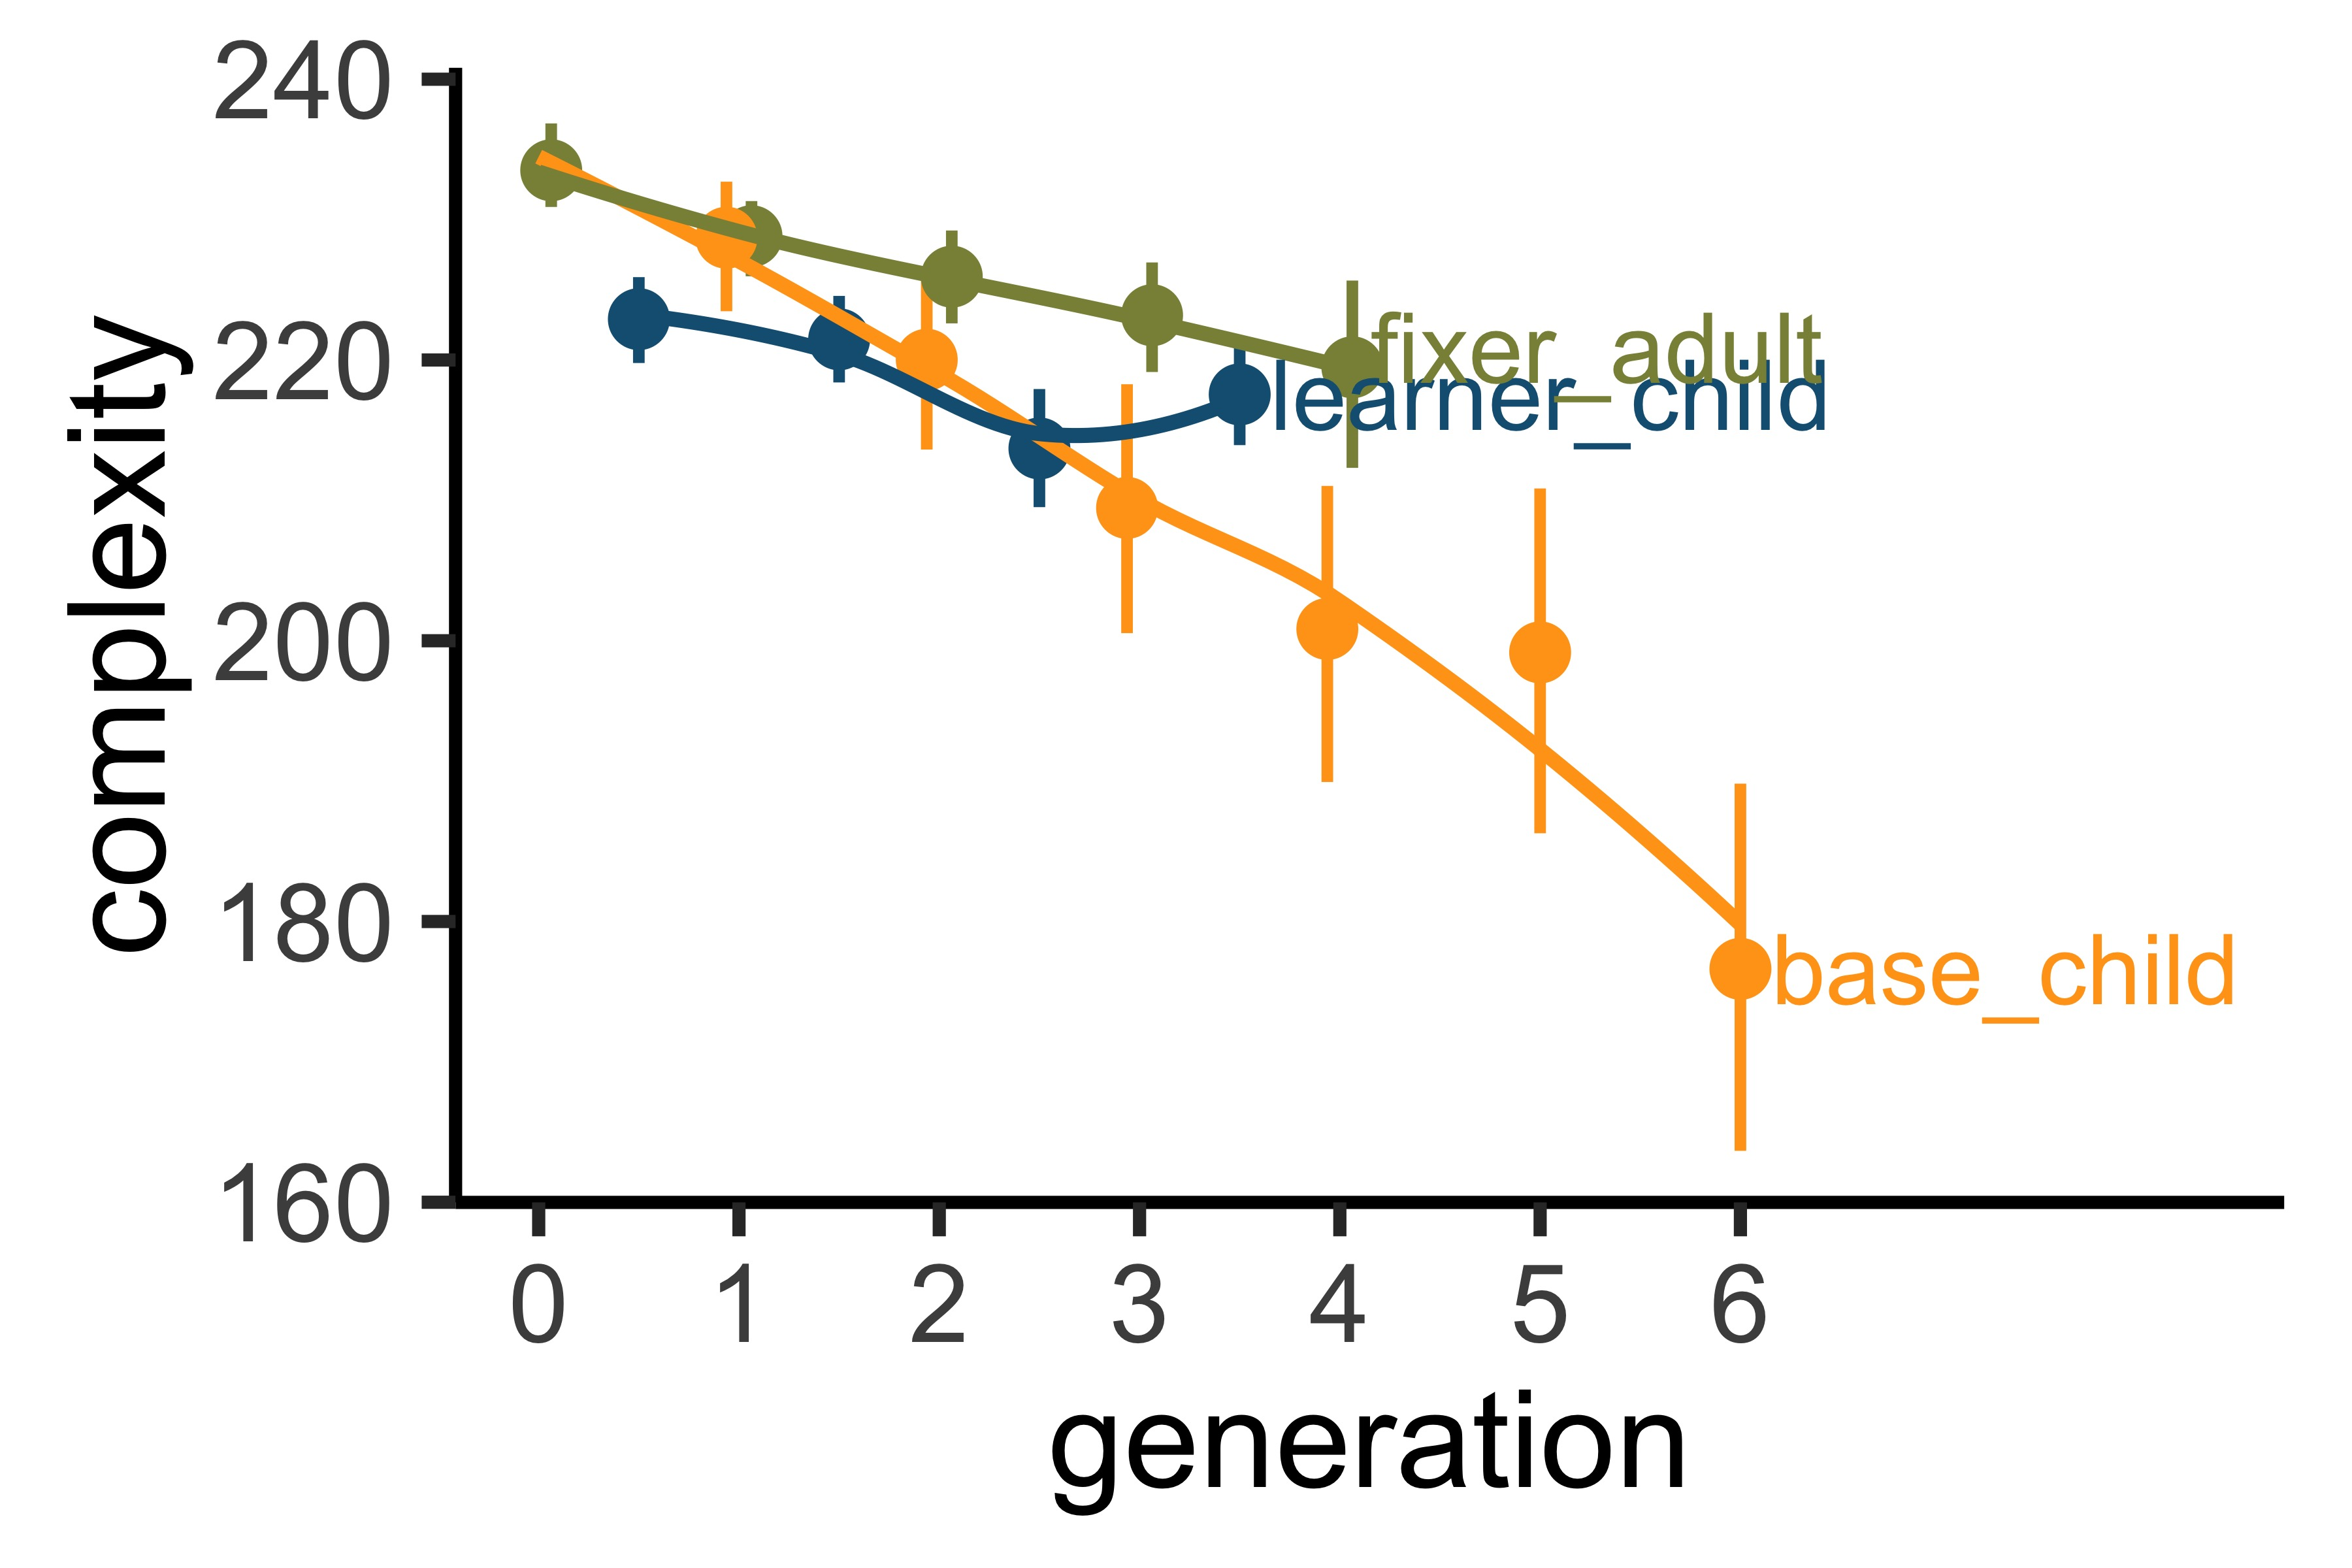 240
220
200
180
160
complexity
fixer_adult
learner_child
base_child
0 1 2 3 4 5 6
generation